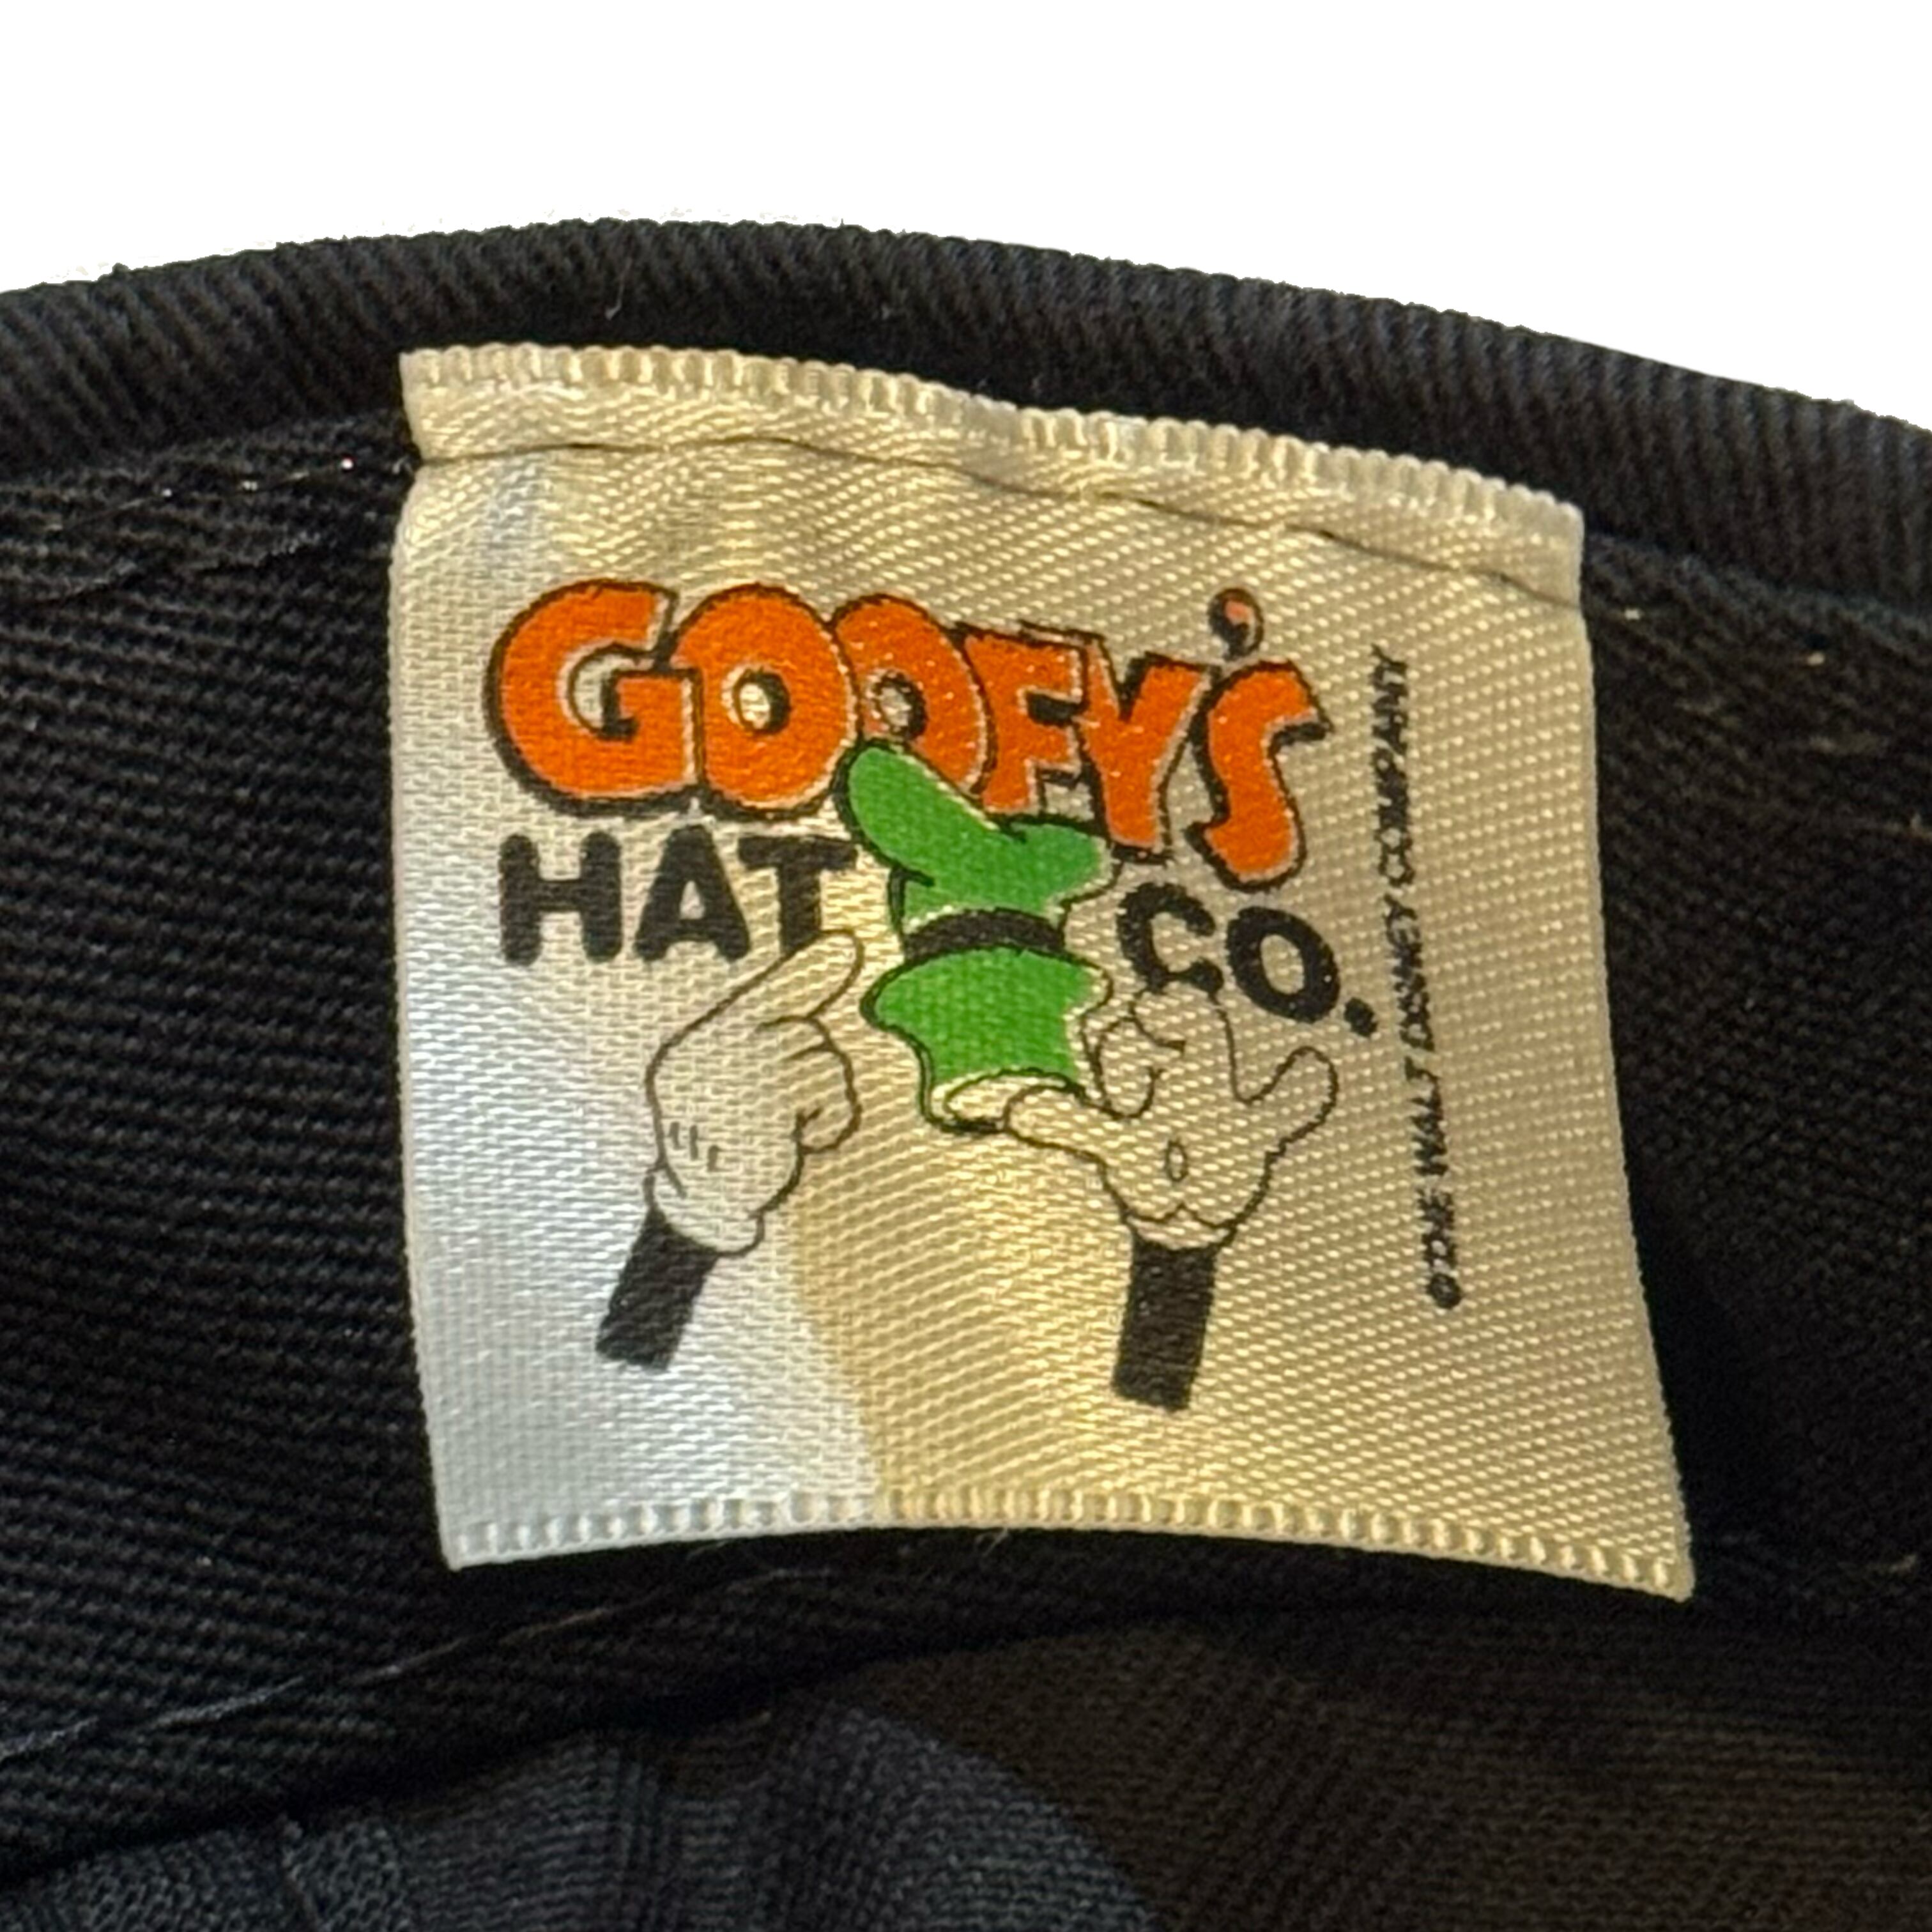 GOOFY'S
HAT CO.
©THE WALT DISNEY COMPANY